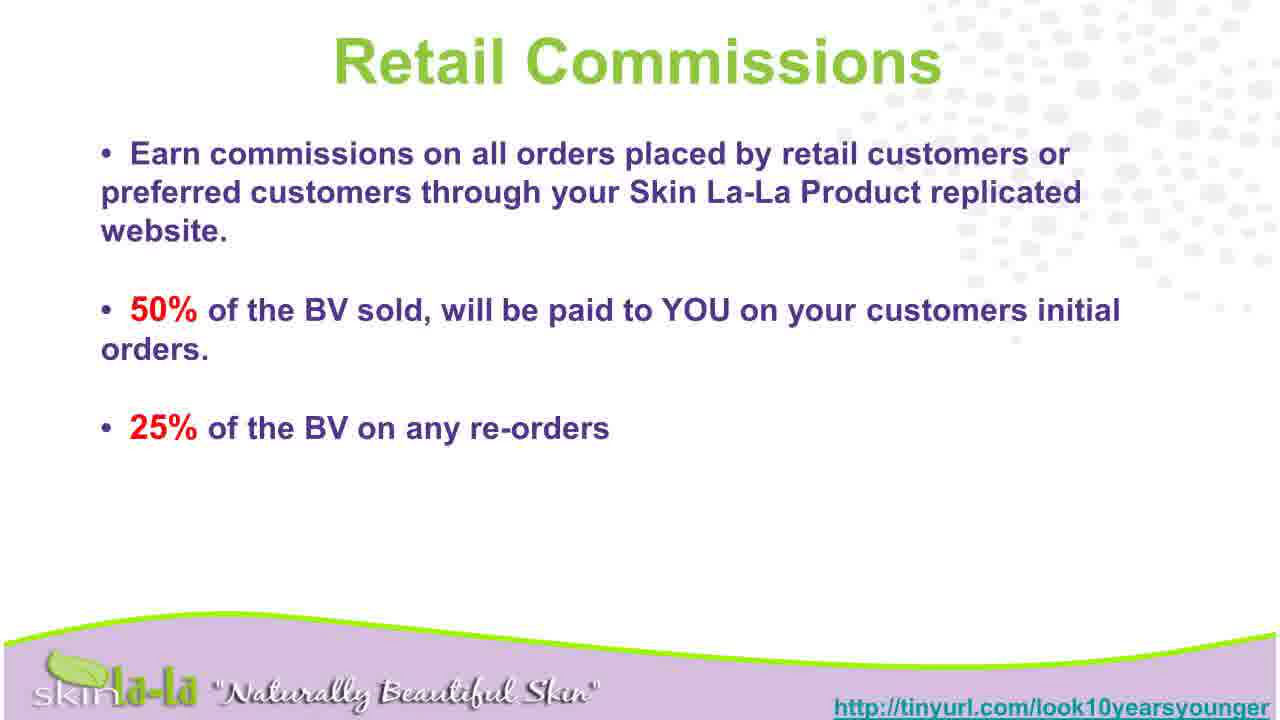 Retail Commissions
• Earn commissions on all orders placed by retail customers or
preferred customers through your Skin La-La Product replicated
website.
• 50% of the BV sold, will be paid to YOU on your customers initial
orders.
• 25% of the BV on any re-orders
skin La-La "Naturally Beautiful Skin"
http://tinyurl.com/look10yearsyounger